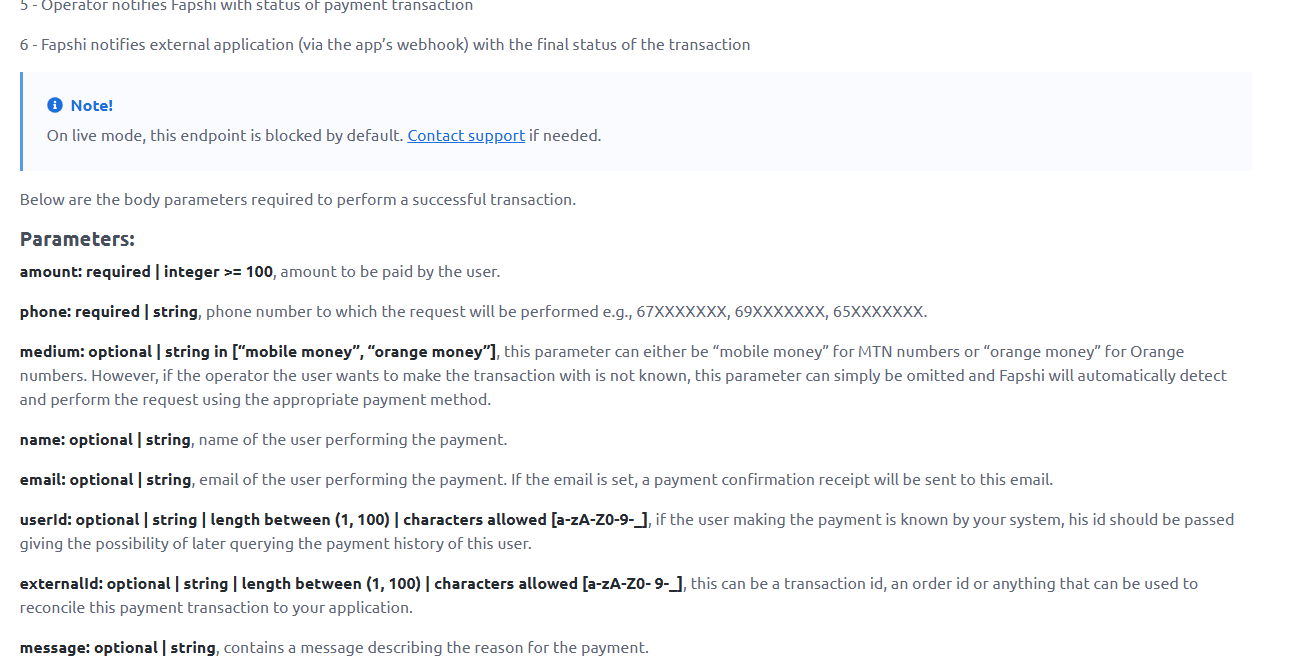 5 - Operator notifies Fapshi with status of payment transaction
6 - Fapshi notifies external application (via the app’s webhook) with the final status of the transaction
Note!
On live mode, this endpoint is blocked by default. Contact support if needed.
Below are the body parameters required to perform a successful transaction.
Parameters:
amount: required | integer >= 100, amount to be paid by the user.
phone: required | string, phone number to which the request will be performed e.g., 67XXXXXXX, 69XXXXXXX, 65XXXXXXX.
medium: optional | string in [“mobile money”, “orange money”], this parameter can either be “mobile money” for MTN numbers or “orange money” for Orange
numbers. However, if the operator the user wants to make the transaction with is not known, this parameter can simply be omitted and Fapshi will automatically detect
and perform the request using the appropriate payment method.
name: optional | string, name of the user performing the payment.
email: optional | string, email of the user performing the payment. If the email is set, a payment confirmation receipt will be sent to this email.
userId: optional | string | length between (1, 100) | characters allowed [a-zA-Z0-9-_], if the user making the payment is known by your system, his id should be passed
giving the possibility of later querying the payment history of this user.
externalId: optional | string | length between (1, 100) | characters allowed [a-zA-Z0- 9-_], this can be a transaction id, an order id or anything that can be used to
reconcile this payment transaction to your application.
message: optional | string, contains a message describing the reason for the payment.